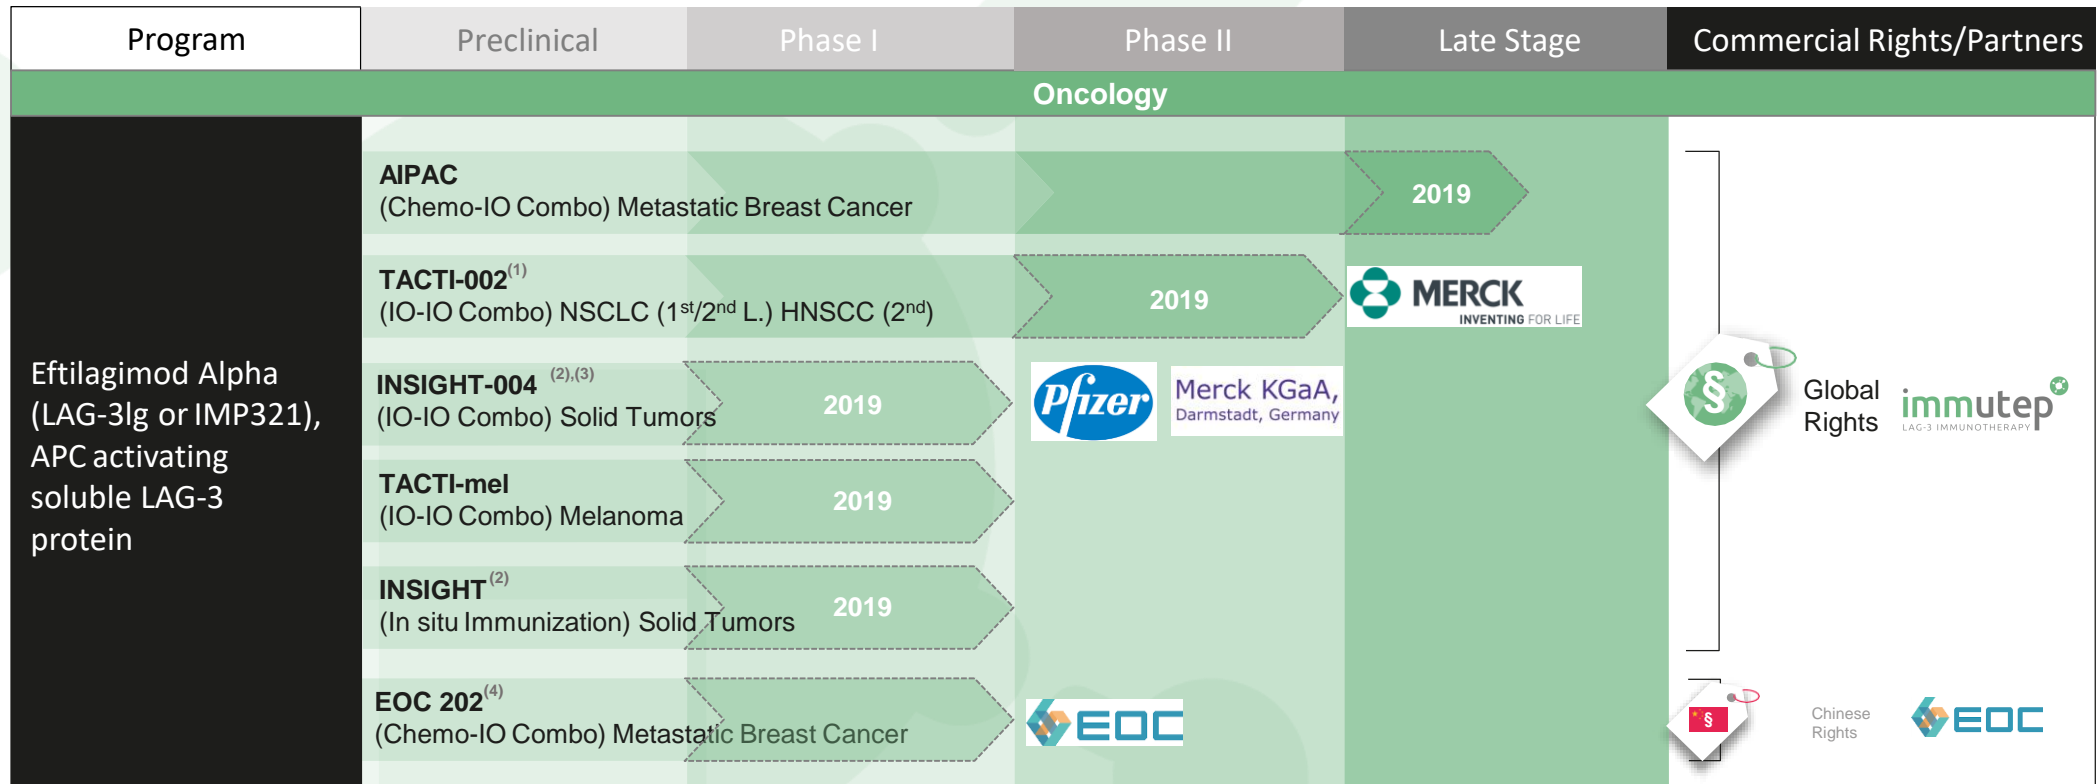 Program
Preclinical
Phase I
Phase II
Late Stage
Commercial Rights/Partners
Oncology
Eftilagimod Alpha
(LAG-3lg or IMP321),
APC activating
soluble LAG-3
protein
AIPAC
(Chemo-IO Combo) Metastatic Breast Cancer
2019
TACTI-002(1)
(IO-IO Combo) NSCLC (1st/2nd L.) HNSCC (2nd)
2019
MERCK
INVENTING FOR LIFE
INSIGHT-004 (2),(3)
(IO-IO Combo) Solid Tumors
2019
Pfizer
Merck KGaA,
Darmstadt, Germany
TACTI-mel
(IO-IO Combo) Melanoma
2019
INSIGHT(2)
(In situ Immunization) Solid Tumors
2019
EOC 202(4)
(Chemo-IO Combo) Metastatic Breast Cancer
EOC
§
Global
Rights
immutep
LAG-3 IMMUNOTHERAPY
§
Chinese
Rights
EOC